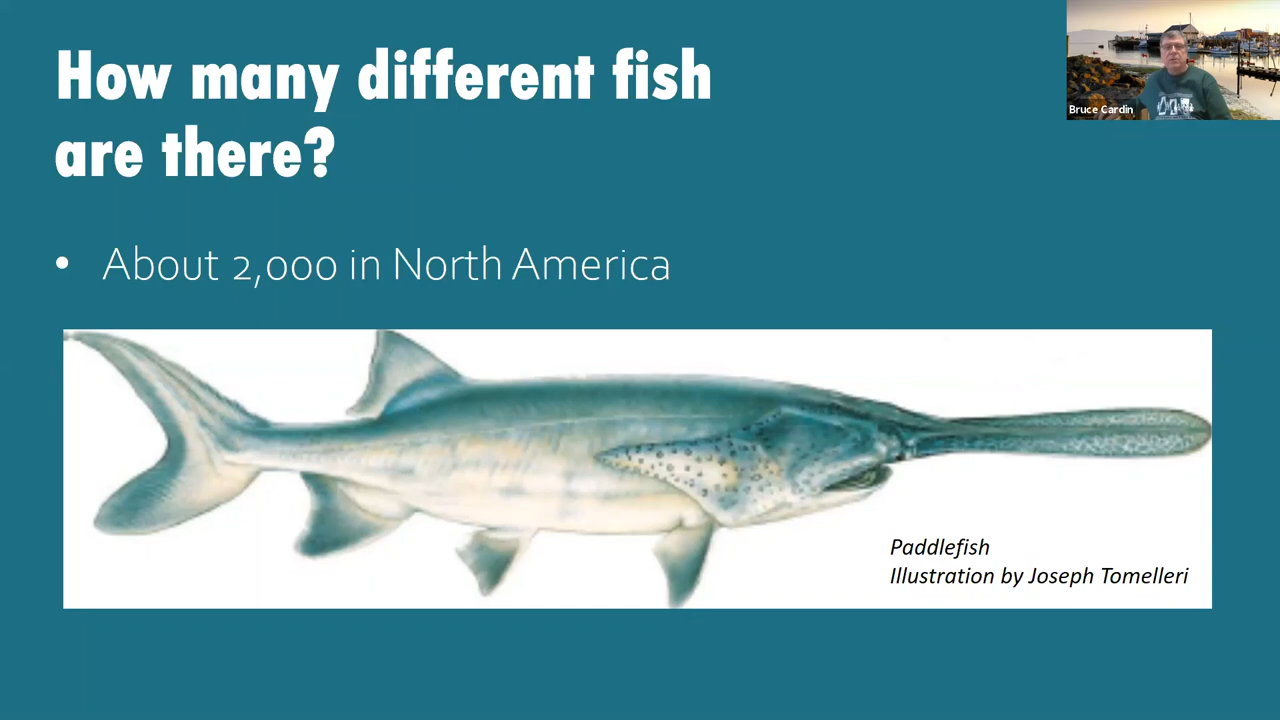 How many different fish
are there?
Bruce Cardin
• About 2,000 in North America
Paddlefish
Illustration by Joseph Tomelleri